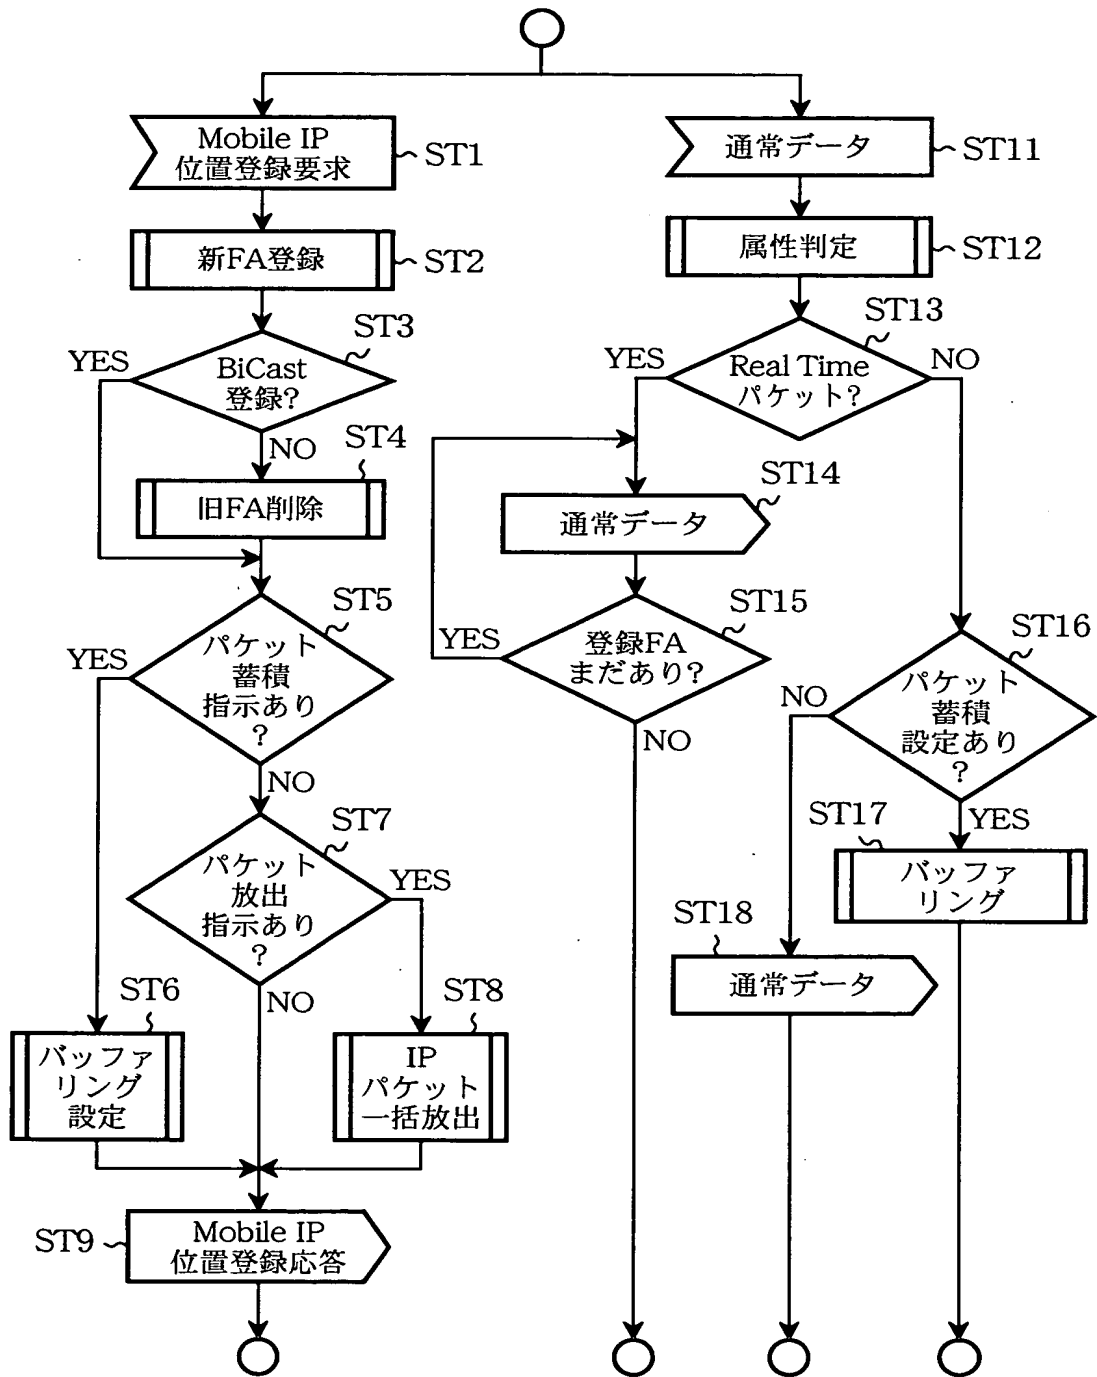 Mobile IP
位置登録要求
ST1
新FA登録
ST2
ST3
YES
BiCast
登録?
NO
ST4
旧FA削除
ST5
YES
パケット
蓄積
指示あり
?
NO
ST7
パケット
放出
指示あり
?
YES
NO
ST6
バッファ
リング
設定
ST8
IP
パケット
一括放出
ST9
Mobile IP
位置登録応答
通常データ
ST11
属性判定
ST12
ST13
YES
Real Time
パケット?
NO
ST14
通常データ
ST15
YES
登録FA
まだあり?
NO
ST16
NO
パケット
蓄積
設定あり
?
YES
ST17
バッファ
リング
ST18
通常データ